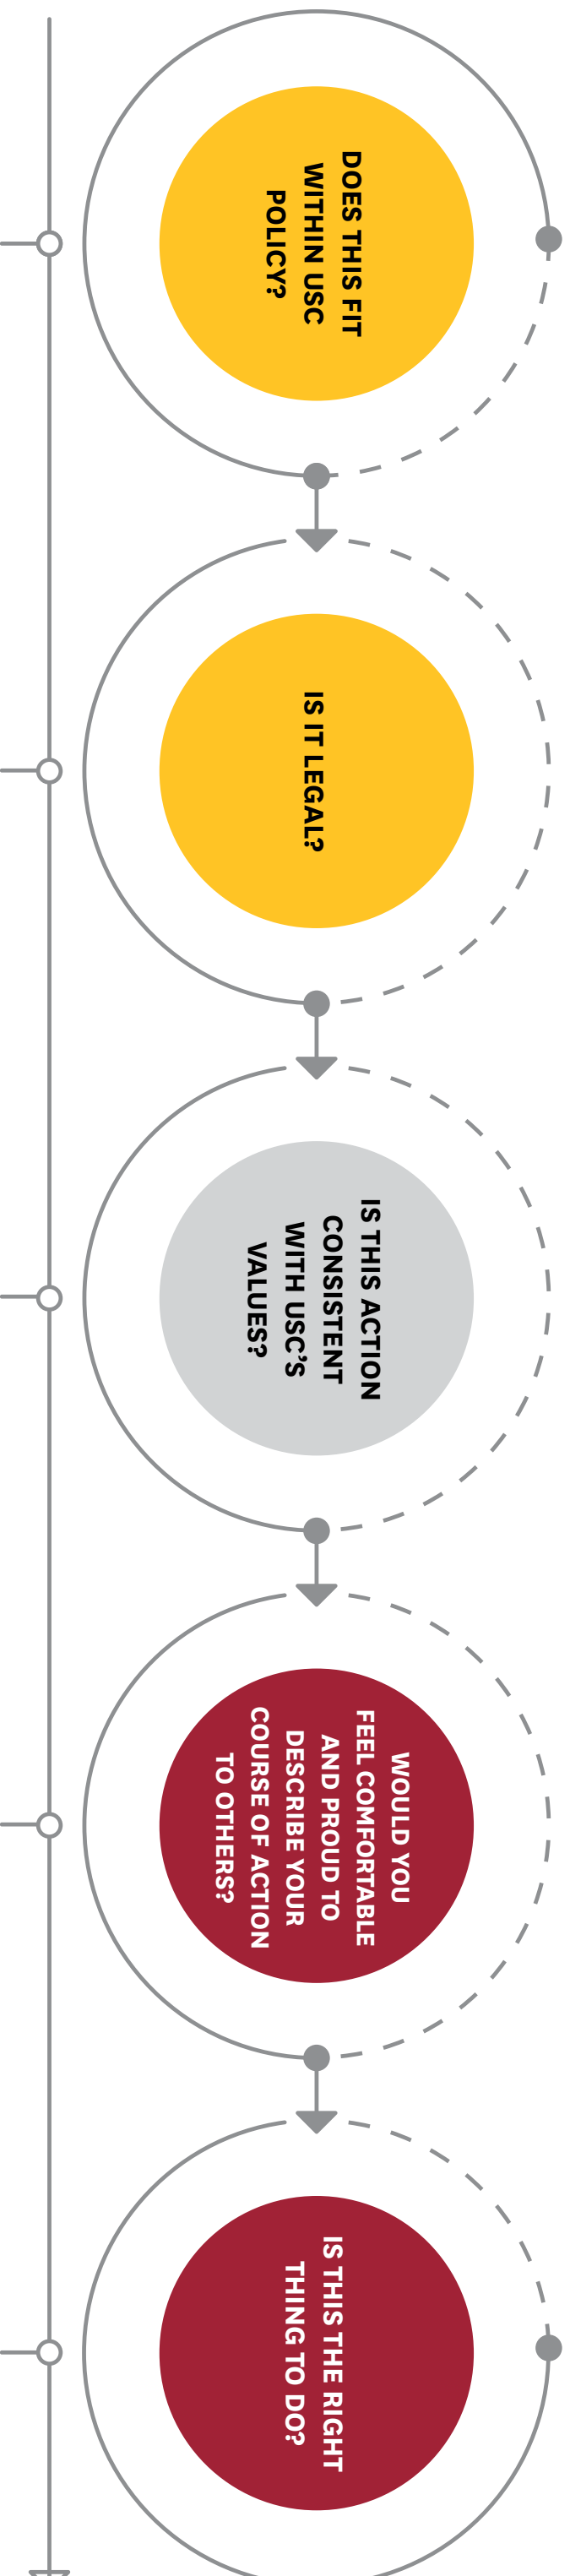 DOES THIS FIT
WITHIN USC
POLICY?
IS IT LEGAL?
IS THIS ACTION
CONSISTENT
WITH USC’S
VALUES?
WOULD YOU
FEEL COMFORTABLE
AND PROUD TO
DESCRIBE YOUR
COURSE OF ACTION
TO OTHERS?
IS THIS THE RIGHT
THING TO DO?